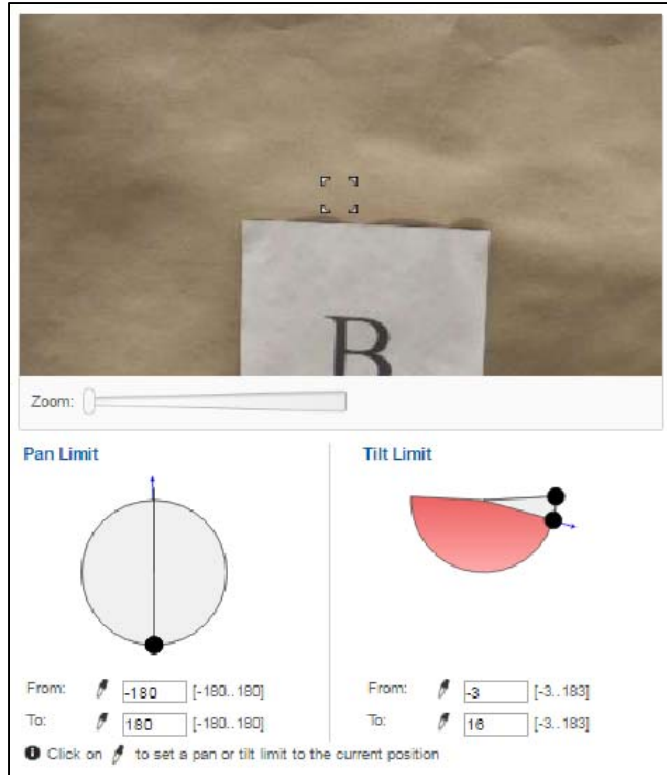 B
Zoom:
Pan Limit
Tilt Limit
From: -180 [-180..180]
To: 180 [-180..180]
From: -3 [-3..183]
To: 16 [-3..183]
Click on to set a pan or tilt limit to the current position